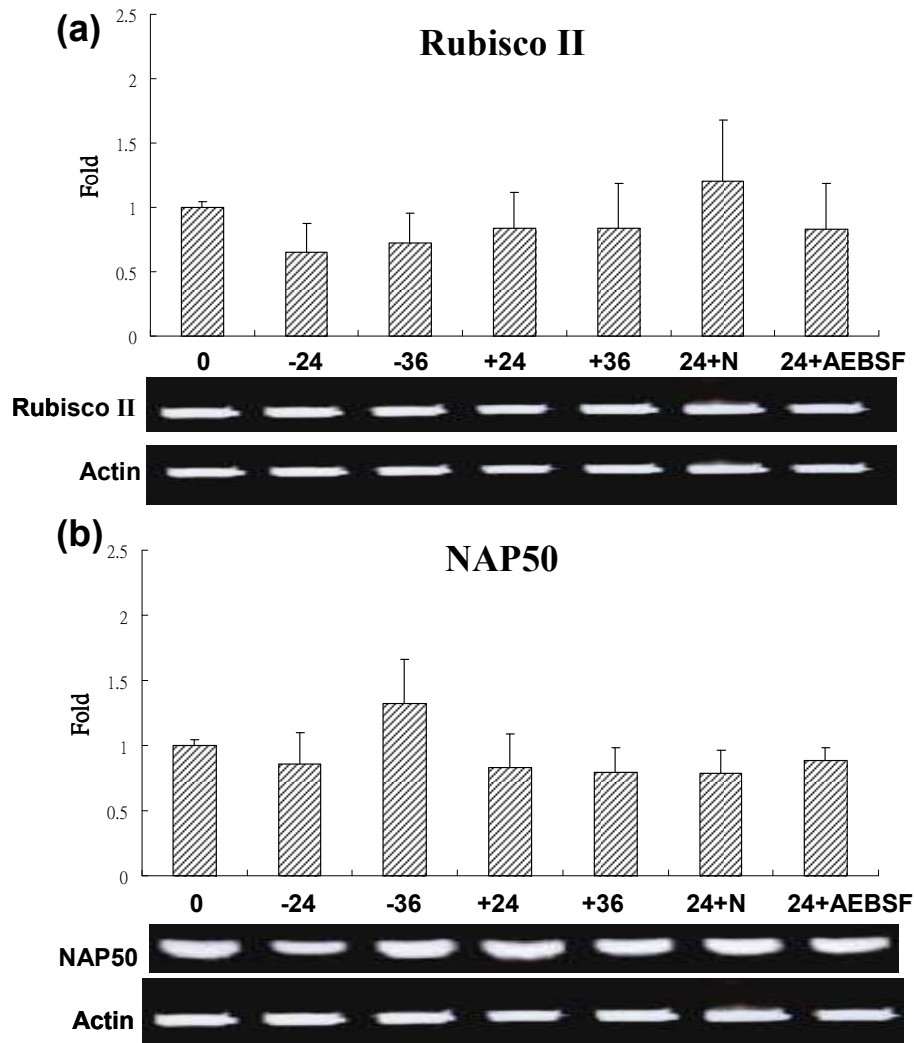 (a)
Rubisco II
2.5
2
1.5
1
0.5
0
Fold
0 -24 -36 +24 +36 24+N 24+AEBSF
Rubisco II
Actin
(b)
NAP50
2.5
2
1.5
1
0.5
0
Fold
0 -24 -36 +24 +36 24+N 24+AEBSF
NAP50
Actin